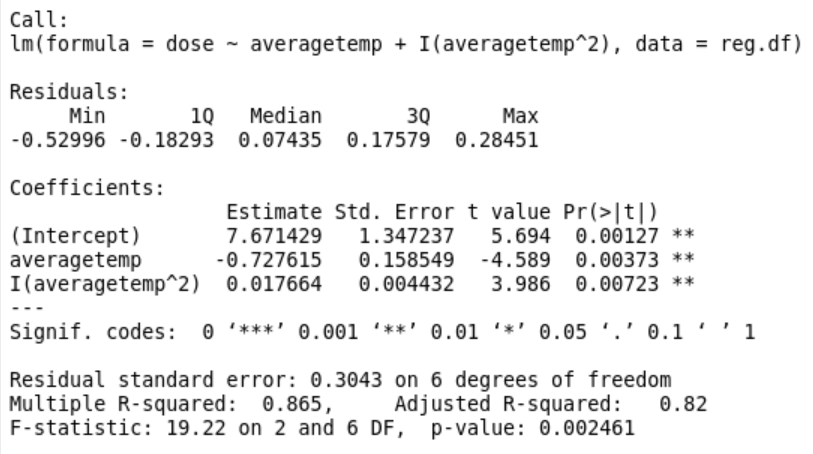 Call:
lm(formula = dose ~ averagetemp + I(averagetemp^2), data = reg.df)
Residuals:
     Min       1Q   Median       3Q      Max
-0.52996 -0.18293  0.07435  0.17579  0.28451
Coefficients:
                  Estimate Std. Error t value Pr(>|t|)
(Intercept)       7.671429   1.347237   5.694  0.00127 **
averagetemp      -0.727615   0.158549  -4.589  0.00373 **
I(averagetemp^2)  0.017664   0.004432   3.986  0.00723 **
---
Signif. codes:  0 ‘***’ 0.001 ‘**’ 0.01 ‘*’ 0.05 ‘.’ 0.1 ‘ ’ 1
Residual standard error: 0.3043 on 6 degrees of freedom
Multiple R-squared:  0.865,     Adjusted R-squared:   0.82
F-statistic: 19.22 on 2 and 6 DF,  p-value: 0.002461